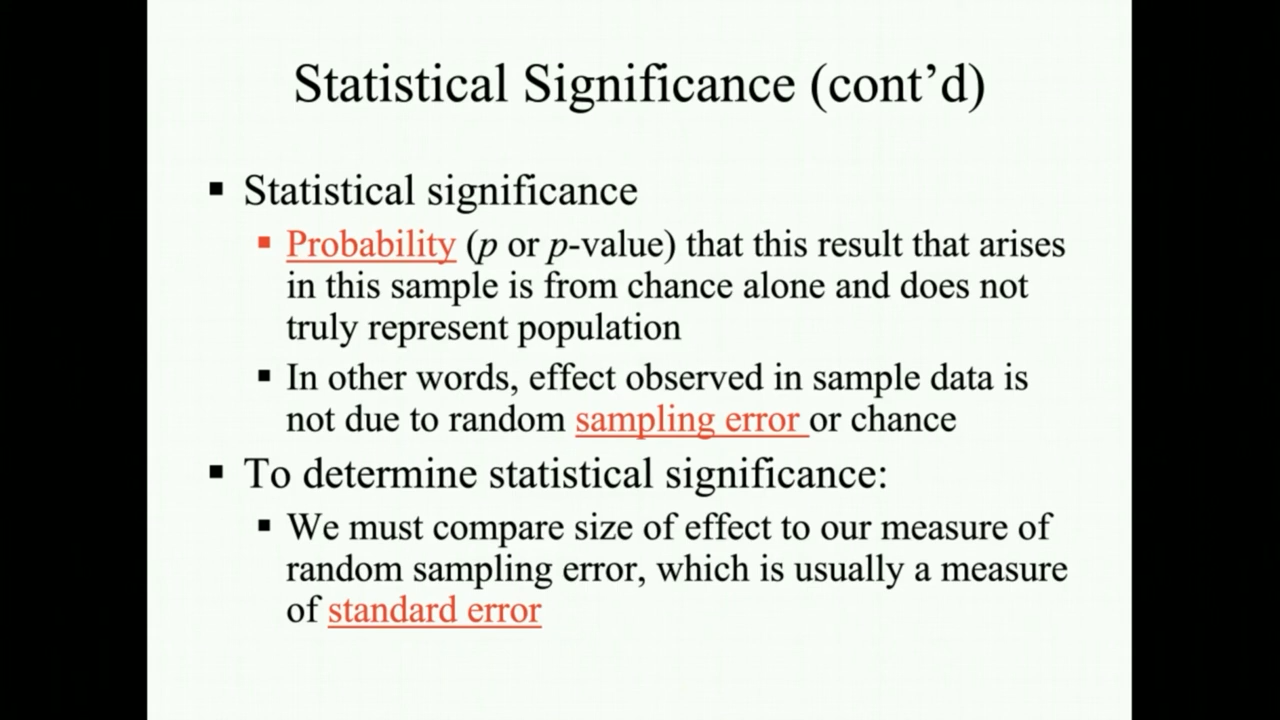 Statistical Significance (cont’d)
▪ Statistical significance
▪ Probability (p or p-value) that this result that arises
in this sample is from chance alone and does not
truly represent population
▪ In other words, effect observed in sample data is
not due to random sampling error or chance
▪ To determine statistical significance:
▪ We must compare size of effect to our measure of
random sampling error, which is usually a measure
of standard error